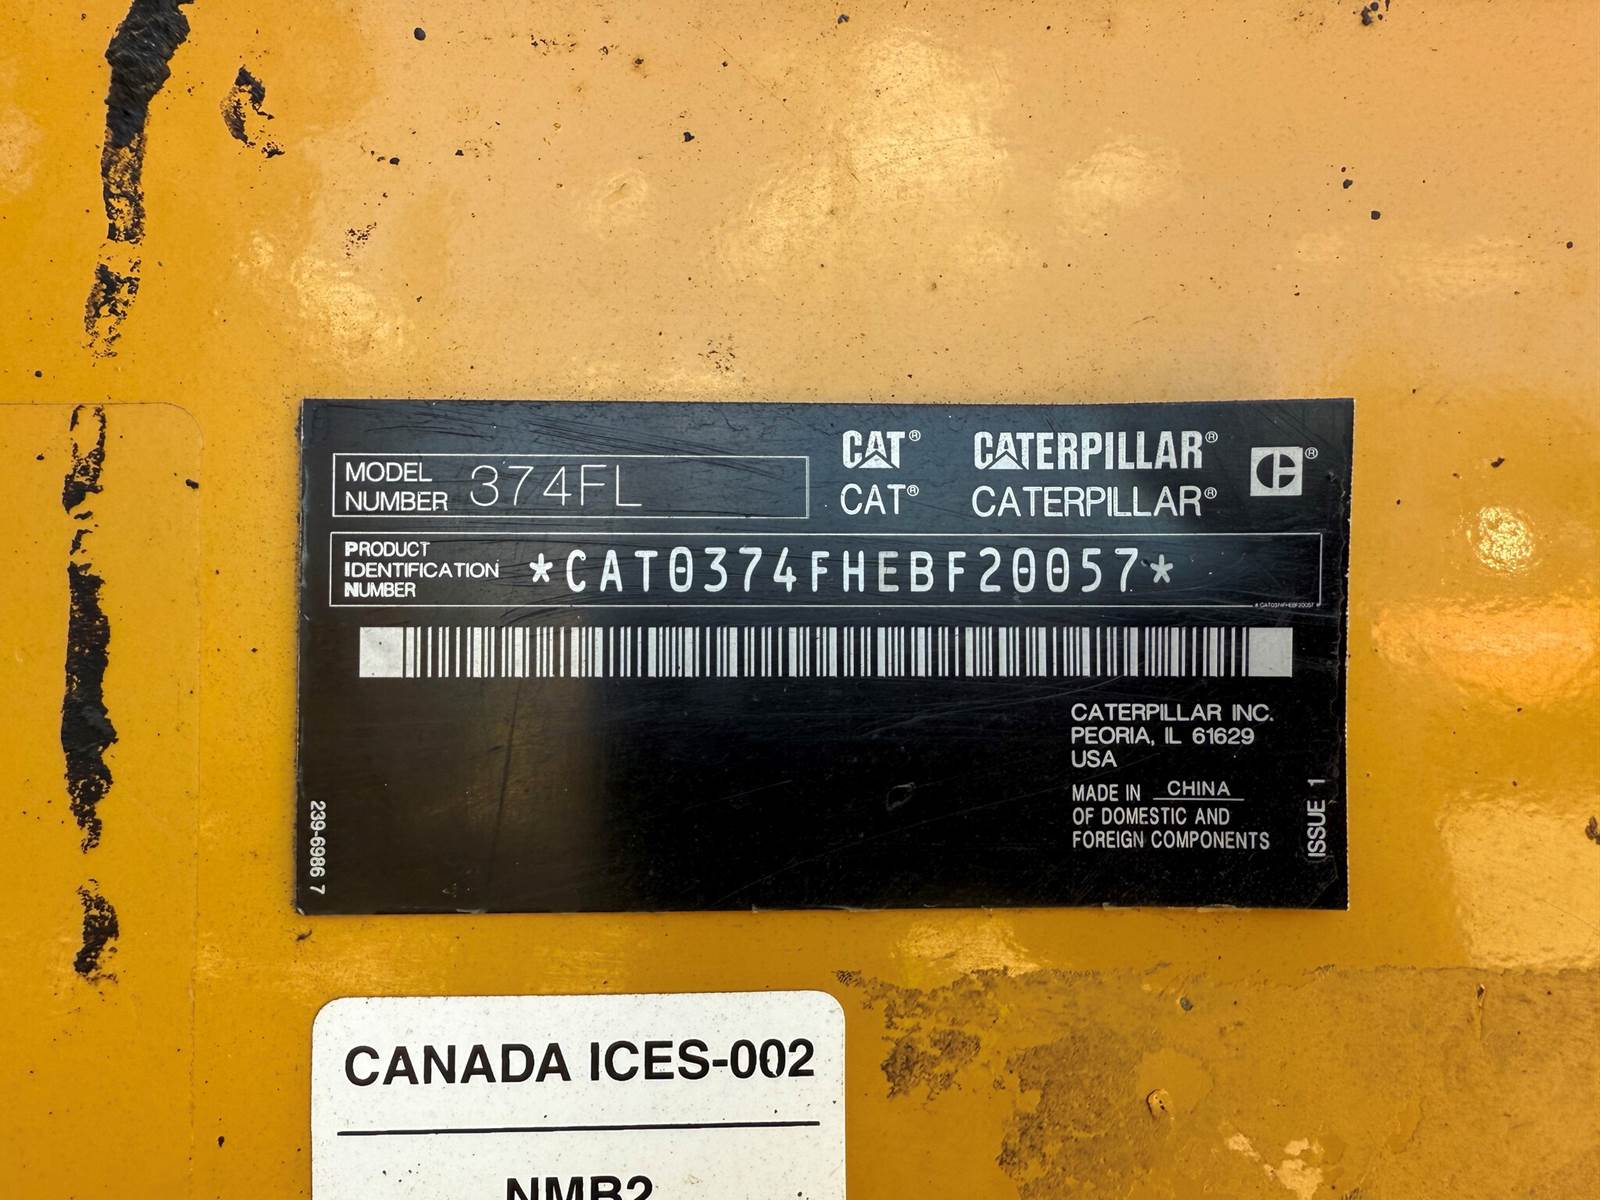 CAT® CATERPILLAR®
CAT® CATERPILLAR®
MODEL
NUMBER 374FL
PRODUCT
IDENTIFICATION
NUMBER
*CAT0374FHEBF20057*
*CAT0374FHEBF20057*
CATERPILLAR INC.
PEORIA, IL 61629
USA
MADE IN CHINA
OF DOMESTIC AND
FOREIGN COMPONENTS
ISSUE 1
239-6986 7
CANADA ICES-002
NMB2